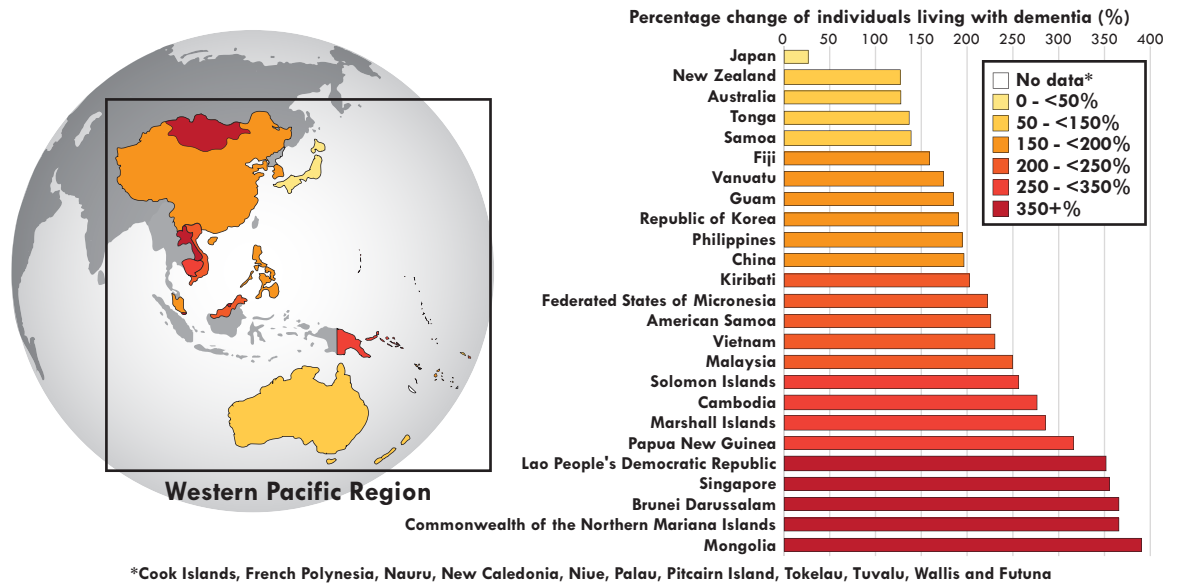 Percentage change of individuals living with dementia (%)
0 50 100 150 200 250 300 350 400
Japan
New Zealand
Australia
Tonga
Samoa
Fiji
Vanuatu
Guam
Republic of Korea
Philippines
China
Kiribati
Federated States of Micronesia
American Samoa
Vietnam
Malaysia
Solomon Islands
Cambodia
Marshall Islands
Papua New Guinea
Lao People's Democratic Republic
Singapore
Brunei Darussalam
Commonwealth of the Northern Mariana Islands
Mongolia
No data*
0 - <50%
50 - <150%
150 - <200%
200 - <250%
250 - <350%
350+%
Western Pacific Region
*Cook Islands, French Polynesia, Nauru, New Caledonia, Niue, Palau, Pitcairn Island, Tokelau, Tuvalu, Wallis and Futuna